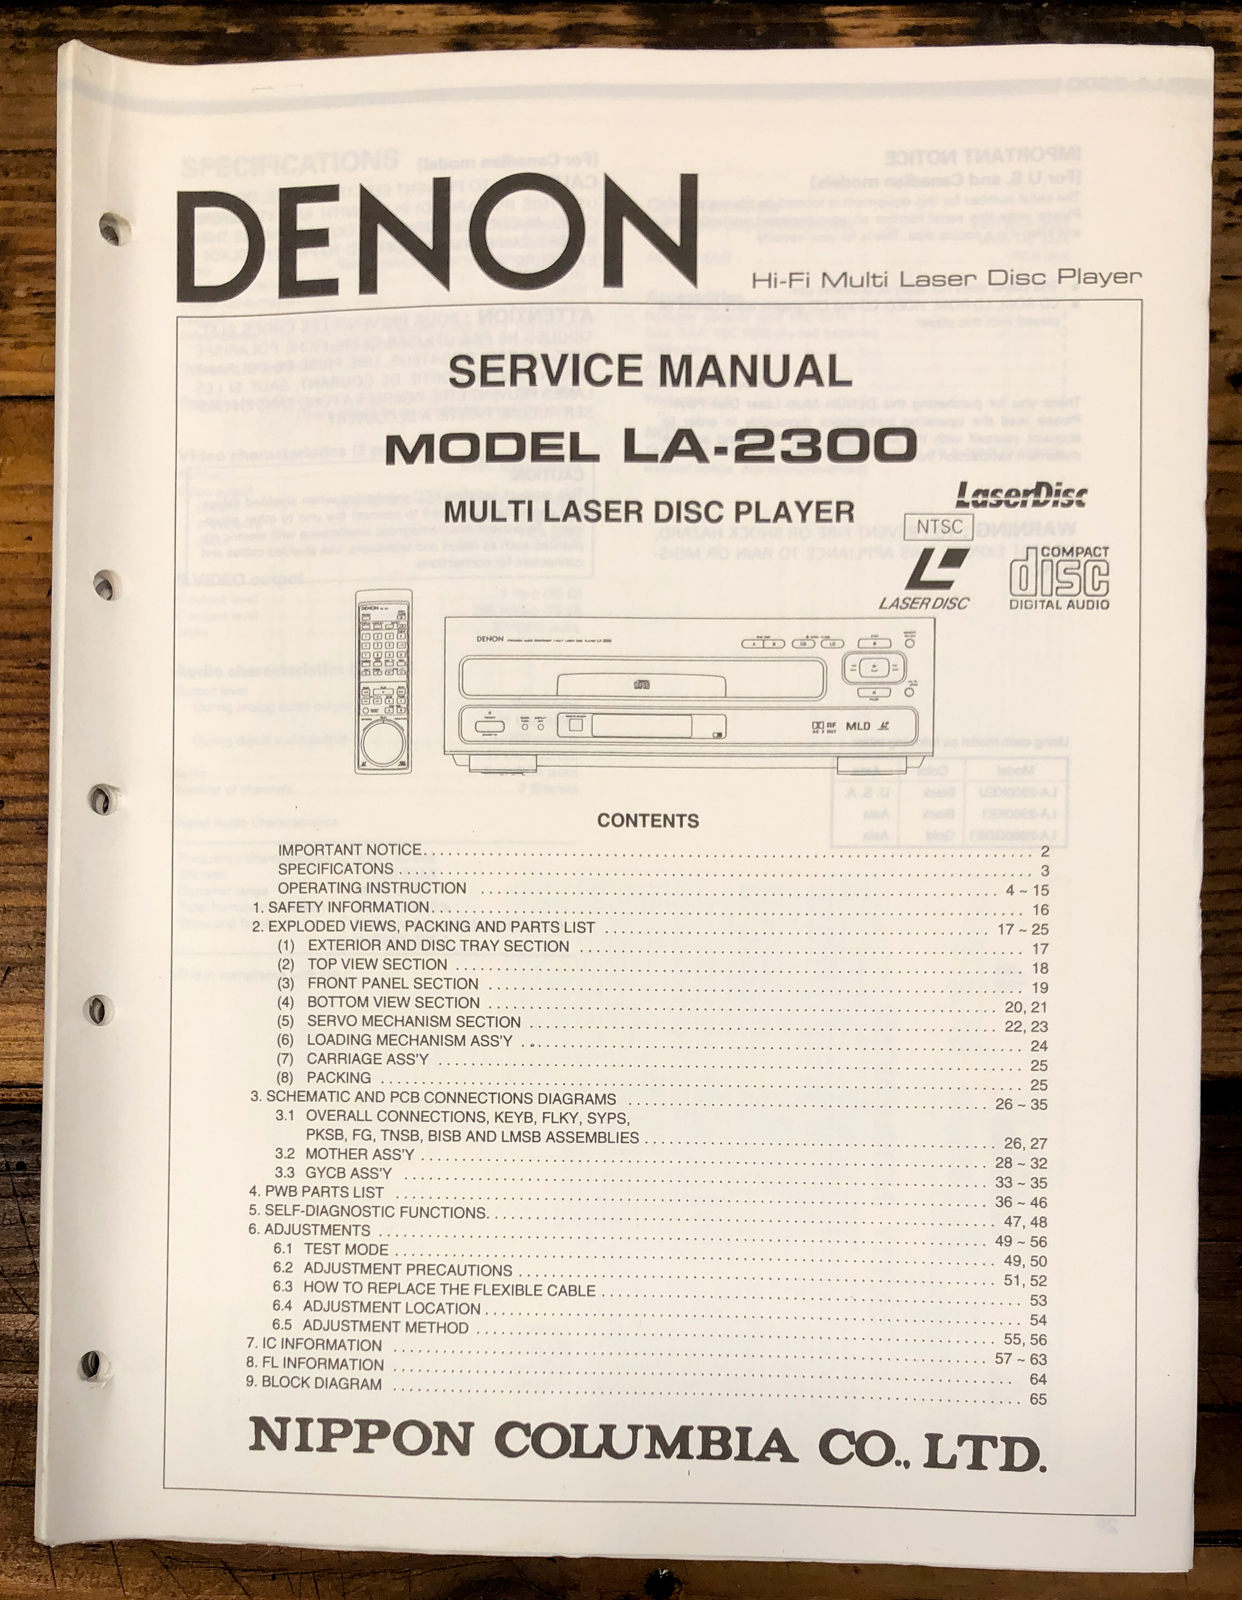 DENON
Hi-Fi Multi Laser Disc Player
SERVICE MANUAL
MODEL LA-2300
MULTI LASER DISC PLAYER
LaserDisc
NTSC
LASER DISC
COMPACT
disc
DIGITAL AUDIO
DENON
DENON
RF
MLD
CONTENTS
IMPORTANT NOTICE 2
SPECIFICATONS 3
OPERATING INSTRUCTION 4 ~ 15
1. SAFETY INFORMATION 16
2. EXPLODED VIEWS, PACKING AND PARTS LIST 17 ~ 25
(1) EXTERIOR AND DISC TRAY SECTION 17
(2) TOP VIEW SECTION 18
(3) FRONT PANEL SECTION 19
(4) BOTTOM VIEW SECTION 20, 21
(5) SERVO MECHANISM SECTION 22, 23
(6) LOADING MECHANISM ASS'Y 24
(7) CARRIAGE ASS'Y 25
(8) PACKING 25
3. SCHEMATIC AND PCB CONNECTIONS DIAGRAMS 26 ~ 35
3.1 OVERALL CONNECTIONS, KEYB, FLKY, SYPS,
PKSB, FG, TNSB, BISB AND LMSB ASSEMBLIES 26, 27
3.2 MOTHER ASS'Y 28 ~ 32
3.3 GYCB ASS'Y 33 ~ 35
4. PWB PARTS LIST 36 ~ 46
5. SELF-DIAGNOSTIC FUNCTIONS 47, 48
6. ADJUSTMENTS 49 ~ 56
6.1 TEST MODE 49, 50
6.2 ADJUSTMENT PRECAUTIONS 51, 52
6.3 HOW TO REPLACE THE FLEXIBLE CABLE 53
6.4 ADJUSTMENT LOCATION 54
6.5 ADJUSTMENT METHOD 55, 56
7. IC INFORMATION 57 ~ 63
8. FL INFORMATION 64
9. BLOCK DIAGRAM 65
NIPPON COLUMBIA CO., LTD.